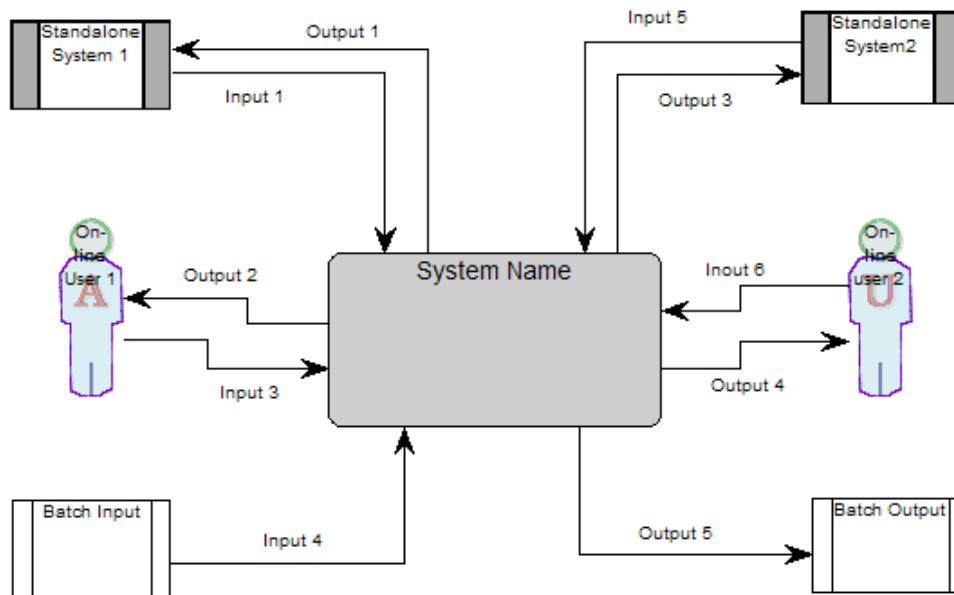 Standalone
System 1
Output 1
Input 1
Input 5
Output 3
Standalone
System2
On-
line
User 1
A
Output 2
Input 3
System Name
Inout 6
Output 4
On-
line
user 2
U
Batch Input
Input 4
Output 5
Batch Output